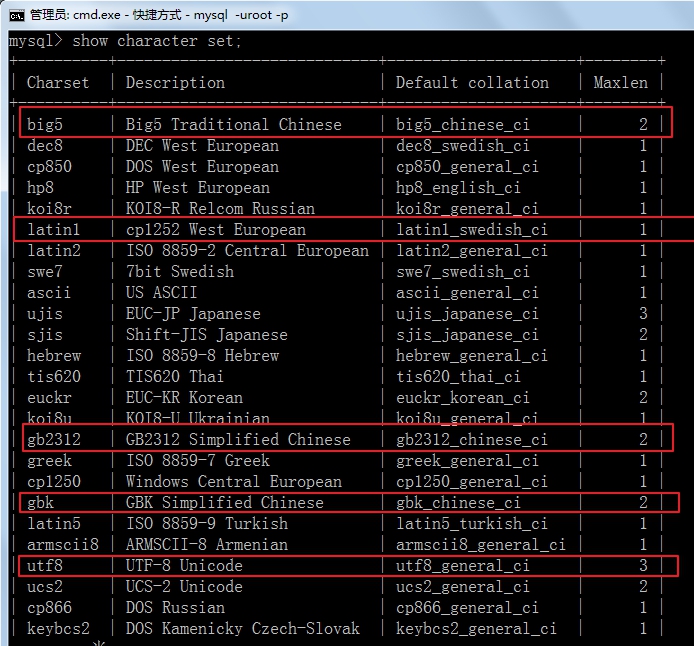 管理员: cmd.exe - 快捷方式 - mysql -uroot -p
mysql> show character set;
+----------+-----------------------------+---------------------+--------+
| Charset | Description | Default collation | Maxlen |
+----------+-----------------------------+---------------------+--------+
| big5 | Big5 Traditional Chinese | big5_chinese_ci | 2 |
| dec8 | DEC West European | dec8_swedish_ci | 1 |
| cp850 | DOS West European | cp850_general_ci | 1 |
| hp8 | HP West European | hp8_english_ci | 1 |
| koi8r | KOI8-R Relcom Russian | koi8r_general_ci | 1 |
| latin1 | cp1252 West European | latin1_swedish_ci | 1 |
| latin2 | ISO 8859-2 Central European | latin2_general_ci | 1 |
| swe7 | 7bit Swedish | swe7_swedish_ci | 1 |
| ascii | US ASCII | ascii_general_ci | 1 |
| ujis | EUC-JP Japanese | ujis_japanese_ci | 3 |
| sjis | Shift-JIS Japanese | sjis_japanese_ci | 2 |
| hebrew | ISO 8859-8 Hebrew | hebrew_general_ci | 1 |
| tis620 | TIS620 Thai | tis620_thai_ci | 1 |
| euckr | EUC-KR Korean | euckr_korean_ci | 2 |
| koi8u | KOI8-U Ukrainian | koi8u_general_ci | 1 |
| gb2312 | GB2312 Simplified Chinese | gb2312_chinese_ci | 2 |
| greek | ISO 8859-7 Greek | greek_general_ci | 1 |
| cp1250 | Windows Central European | cp1250_general_ci | 1 |
| gbk | GBK Simplified Chinese | gbk_chinese_ci | 2 |
| latin5 | ISO 8859-9 Turkish | latin5_turkish_ci | 1 |
| armscii8 | ARMSCII-8 Armenian | armscii8_general_ci | 1 |
| utf8 | UTF-8 Unicode | utf8_general_ci | 3 |
| ucs2 | UCS-2 Unicode | ucs2_general_ci | 2 |
| cp866 | DOS Russian | cp866_general_ci | 1 |
| keybcs2 | DOS Kamenicky Czech-Slovak | keybcs2_general_ci | 1 |